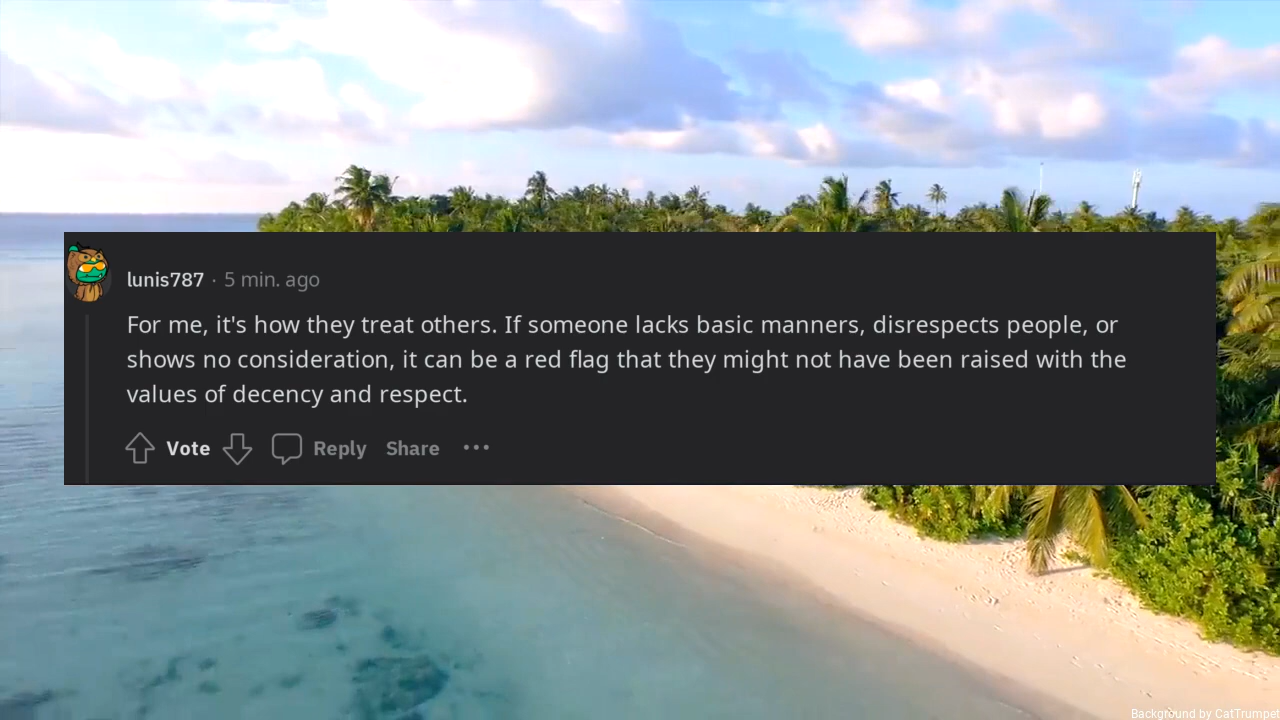 lunis787 · 5 min. ago
For me, it's how they treat others. If someone lacks basic manners, disrespects people, or
shows no consideration, it can be a red flag that they might not have been raised with the
values of decency and respect.
Vote Reply Share
Background by CatTrumpet